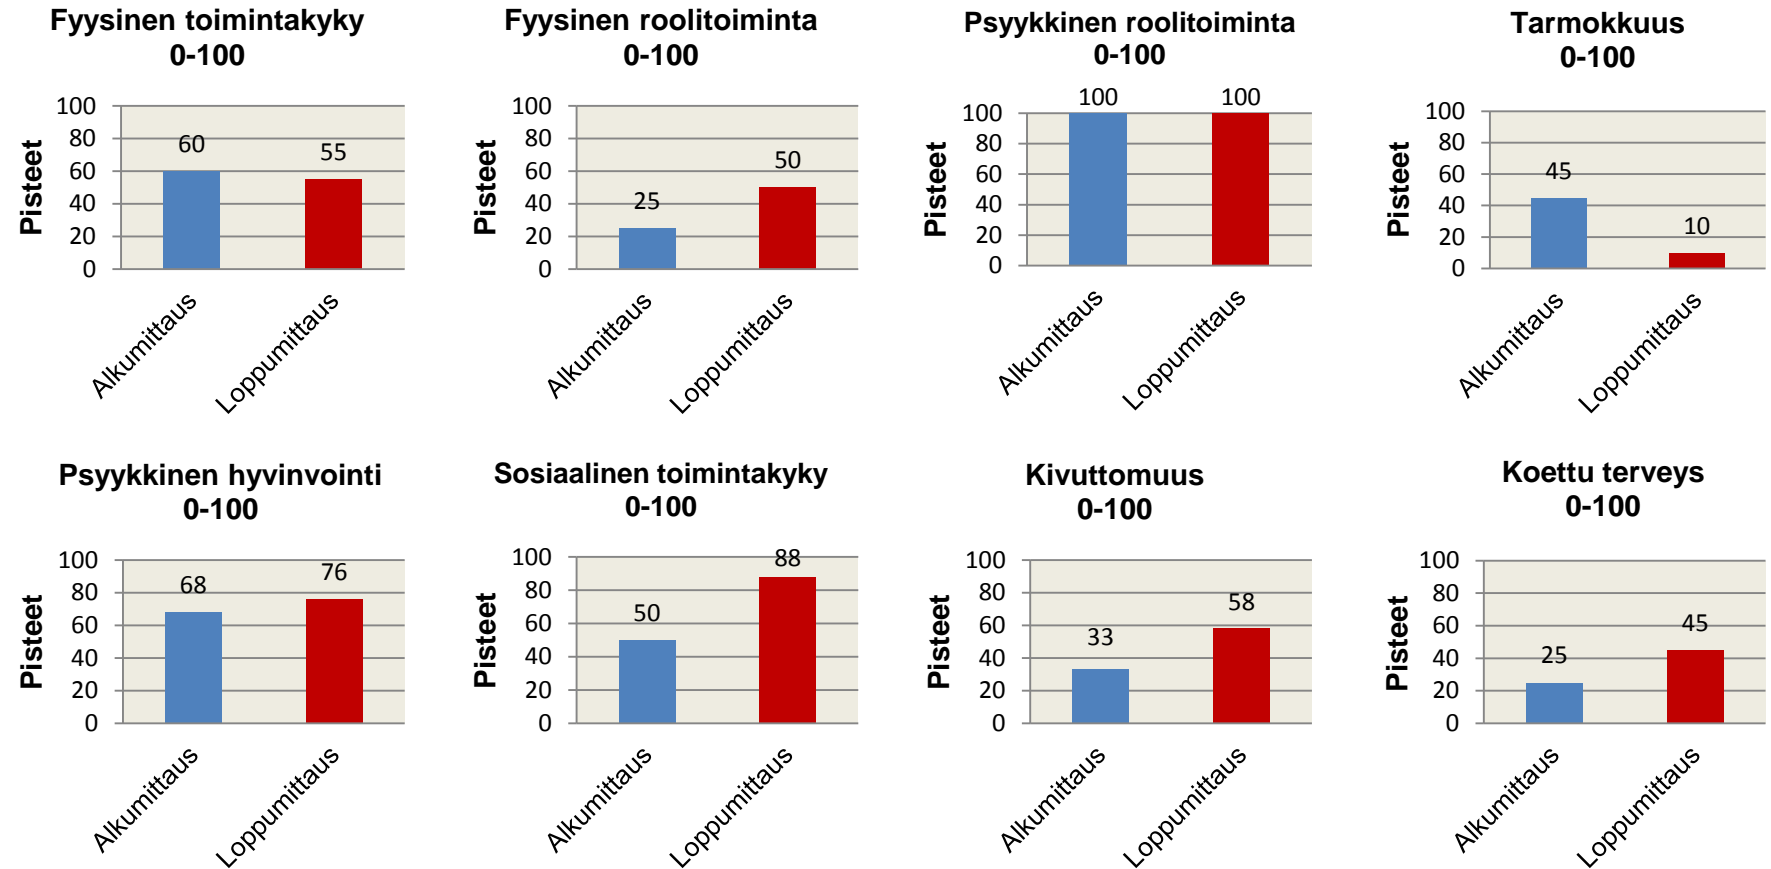 Fyysinen toimintakyky
0-100
Pisteet
100
80
60
40
20
0
60
55
Alkumittaus
Loppumittaus
Fyysinen roolitoiminta
0-100
Pisteet
100
80
60
40
20
0
25
50
Alkumittaus
Loppumittaus
Psyykkinen roolitoiminta
0-100
Pisteet
100
80
60
40
20
0
100
100
Alkumittaus
Loppumittaus
Tarmokkuus
0-100
Pisteet
100
80
60
40
20
0
45
10
Alkumittaus
Loppumittaus
Psyykkinen hyvinvointi
0-100
Pisteet
100
80
60
40
20
0
68
76
Alkumittaus
Loppumittaus
Sosiaalinen toimintakyky
0-100
Pisteet
100
80
60
40
20
0
50
88
Alkumittaus
Loppumittaus
Kivuttomuus
0-100
Pisteet
100
80
60
40
20
0
33
58
Alkumittaus
Loppumittaus
Koettu terveys
0-100
Pisteet
100
80
60
40
20
0
25
45
Alkumittaus
Loppumittaus